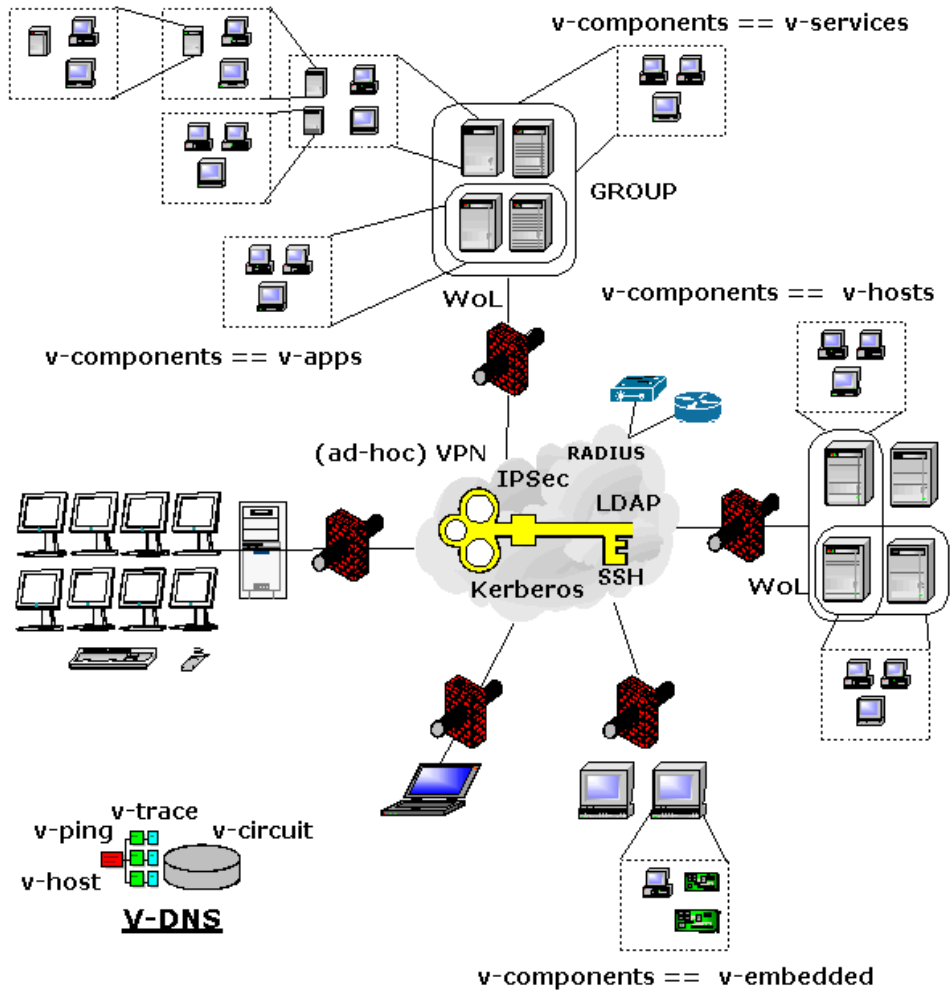 v-components == v-services
GROUP
WoL
v-components == v-hosts
v-components == v-apps
(ad-hoc) VPN
RADIUS
IPSec
LDAP
Kerberos
SSH
WoL
v-trace
v-ping
v-circuit
v-host
V-DNS
v-components == v-embedded